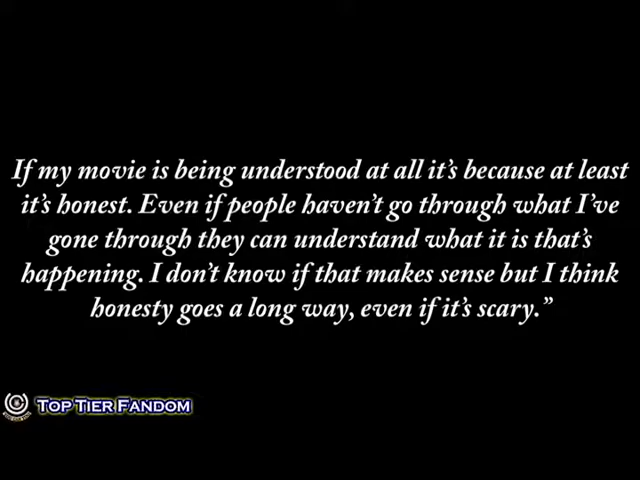 If my movie is being understood at all it’s because at least
it’s honest. Even if people haven’t go through what I’ve
gone through they can understand what it is that’s
happening. I don’t know if that makes sense but I think
honesty goes a long way, even if it’s scary.”
Top Tier Fandom